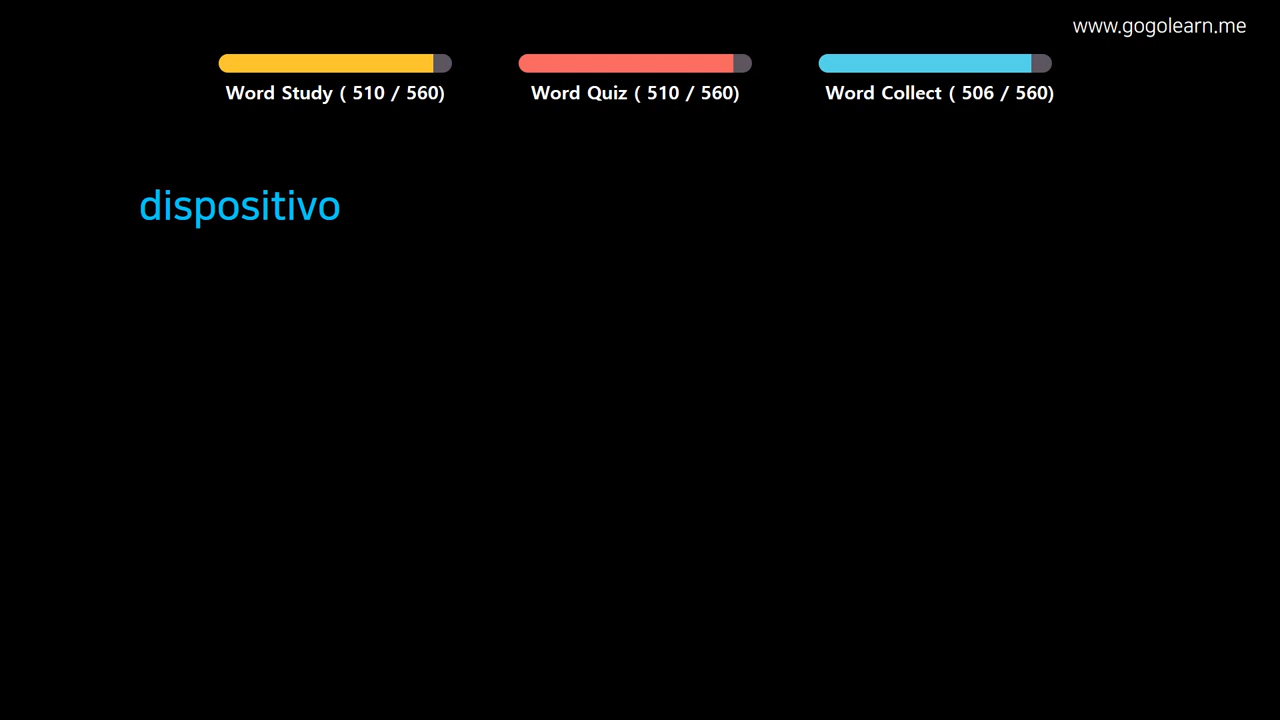 www.gogolearn.me
Word Study ( 510 / 560)
Word Quiz ( 510 / 560)
Word Collect ( 506 / 560)
dispositivo